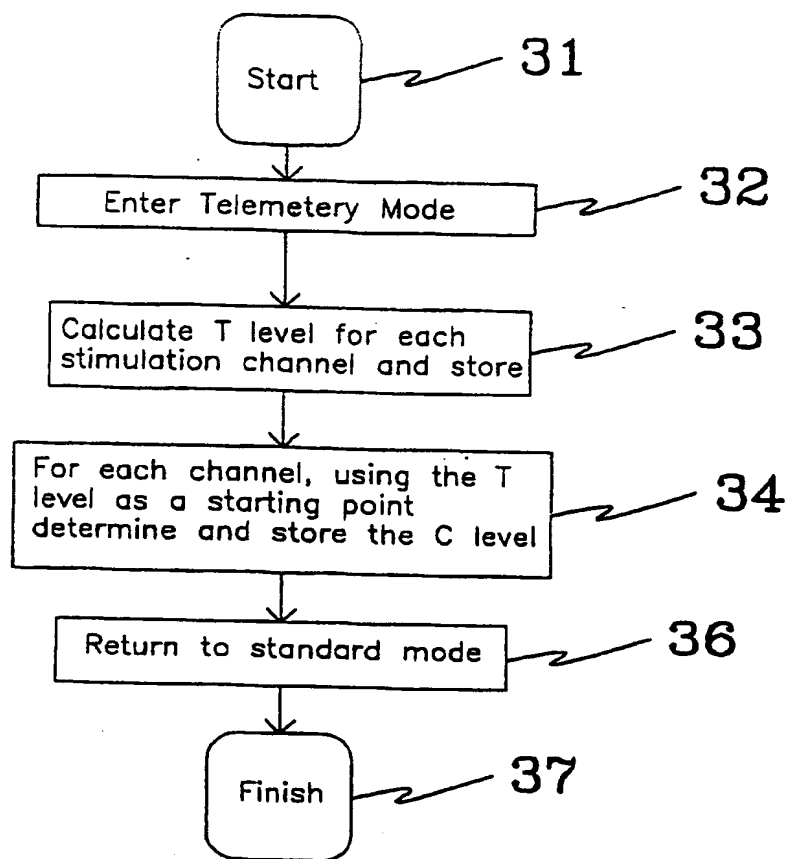 Start
31
Enter Telemetery Mode
32
Calculate T level for each
stimulation channel and store
33
For each channel, using the T
level as a starting point
determine and store the C level
34
Return to standard mode
36
Finish
37